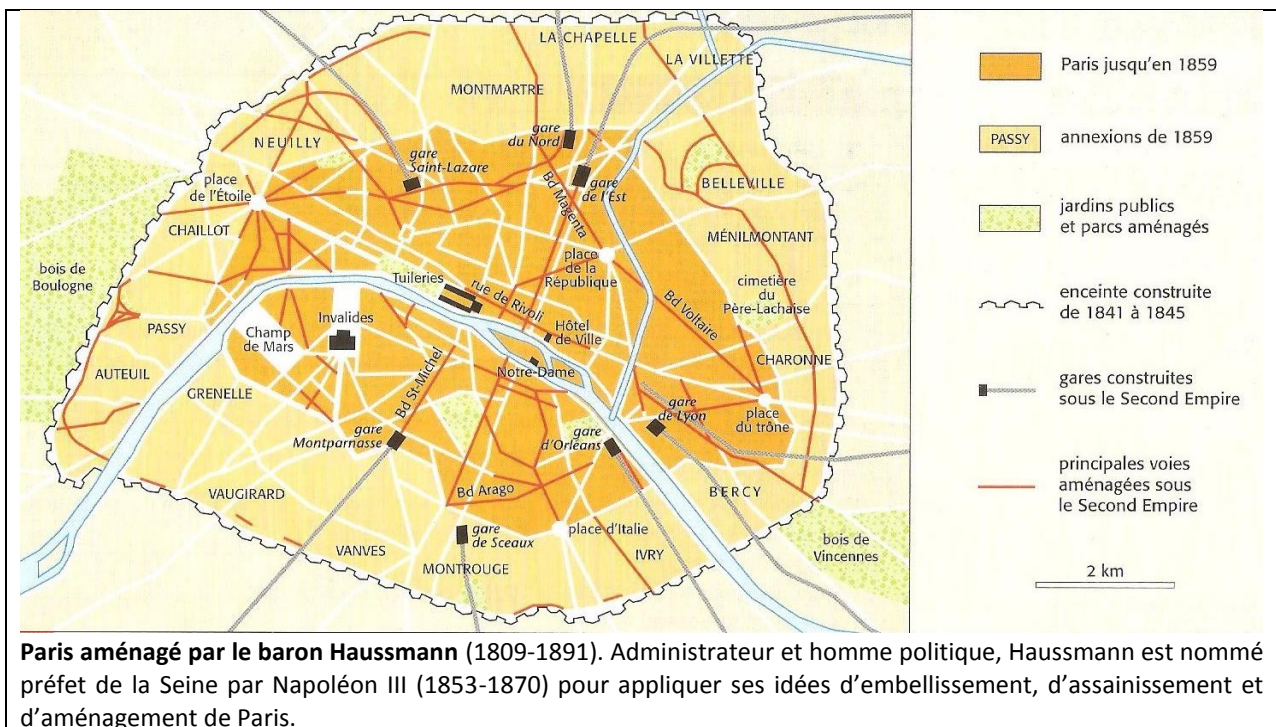 LA CHAPELLE
LA VILLETTE
MONTMARTRE
NEUILLY
gare
du Nord
gare
Saint-Lazare
gare
de l'Est
BELLEVILLE
place
de l'Étoile
Bd Magenta
CHAILLOT
MÉNILMONTANT
place
de la
République
bois de
Boulogne
Tuileries
rue de Rivoli
cimetière
du
Père-Lachaise
Bd Voltaire
PASSY
Invalides
Champ
de Mars
Hôtel
de Ville
CHARONNE
Notre-Dame
AUTEUIL
GRENELLE
Bd St-Michel
gare
de Lyon
place
du trône
gare
Montparnasse
gare
d'Orléans
VAUGIRARD
Bd Arago
BERCY
gare
de Sceaux
place d'Italie
bois de
Vincennes
VANVES
IVRY
MONTROUGE
Paris jusqu'en 1859
PASSY
annexions de 1859
jardins publics
et parcs aménagés
enceinte construite
de 1841 à 1845
gares construites
sous le Second Empire
principales voies
aménagées sous
le Second Empire
2 km
Paris aménagé par le baron Haussmann (1809-1891). Administrateur et homme politique, Haussmann est nommé
préfet de la Seine par Napoléon III (1853-1870) pour appliquer ses idées d'embellissement, d'assainissement et
d'aménagement de Paris.